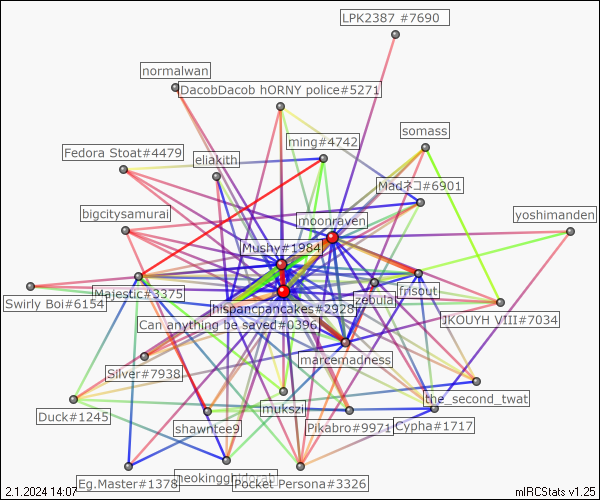 LPK2387 #7690
normalwan
DacobDacob hORNY police#5271
somass
ming#4742
Fedora Stoat#4479
eliakith
Madネコ#6901
bigcitysamurai
moonraven
yoshimanden
Mushy#1984
Swirly Boi#6154
Majestic#3375
frisout
zebula
hispancpancakes#2928
JKOUYH VIII#7034
Can anything be saved#0396
marcemadness
Silver#7938
the_second_twat
mukszii
Duck#1245
shawntee9
Pikabro#9971
Cypha#1717
Eg.Master#1378
Pocket Persona#3326
2.1.2024 14:07
mIRCStats v1.25